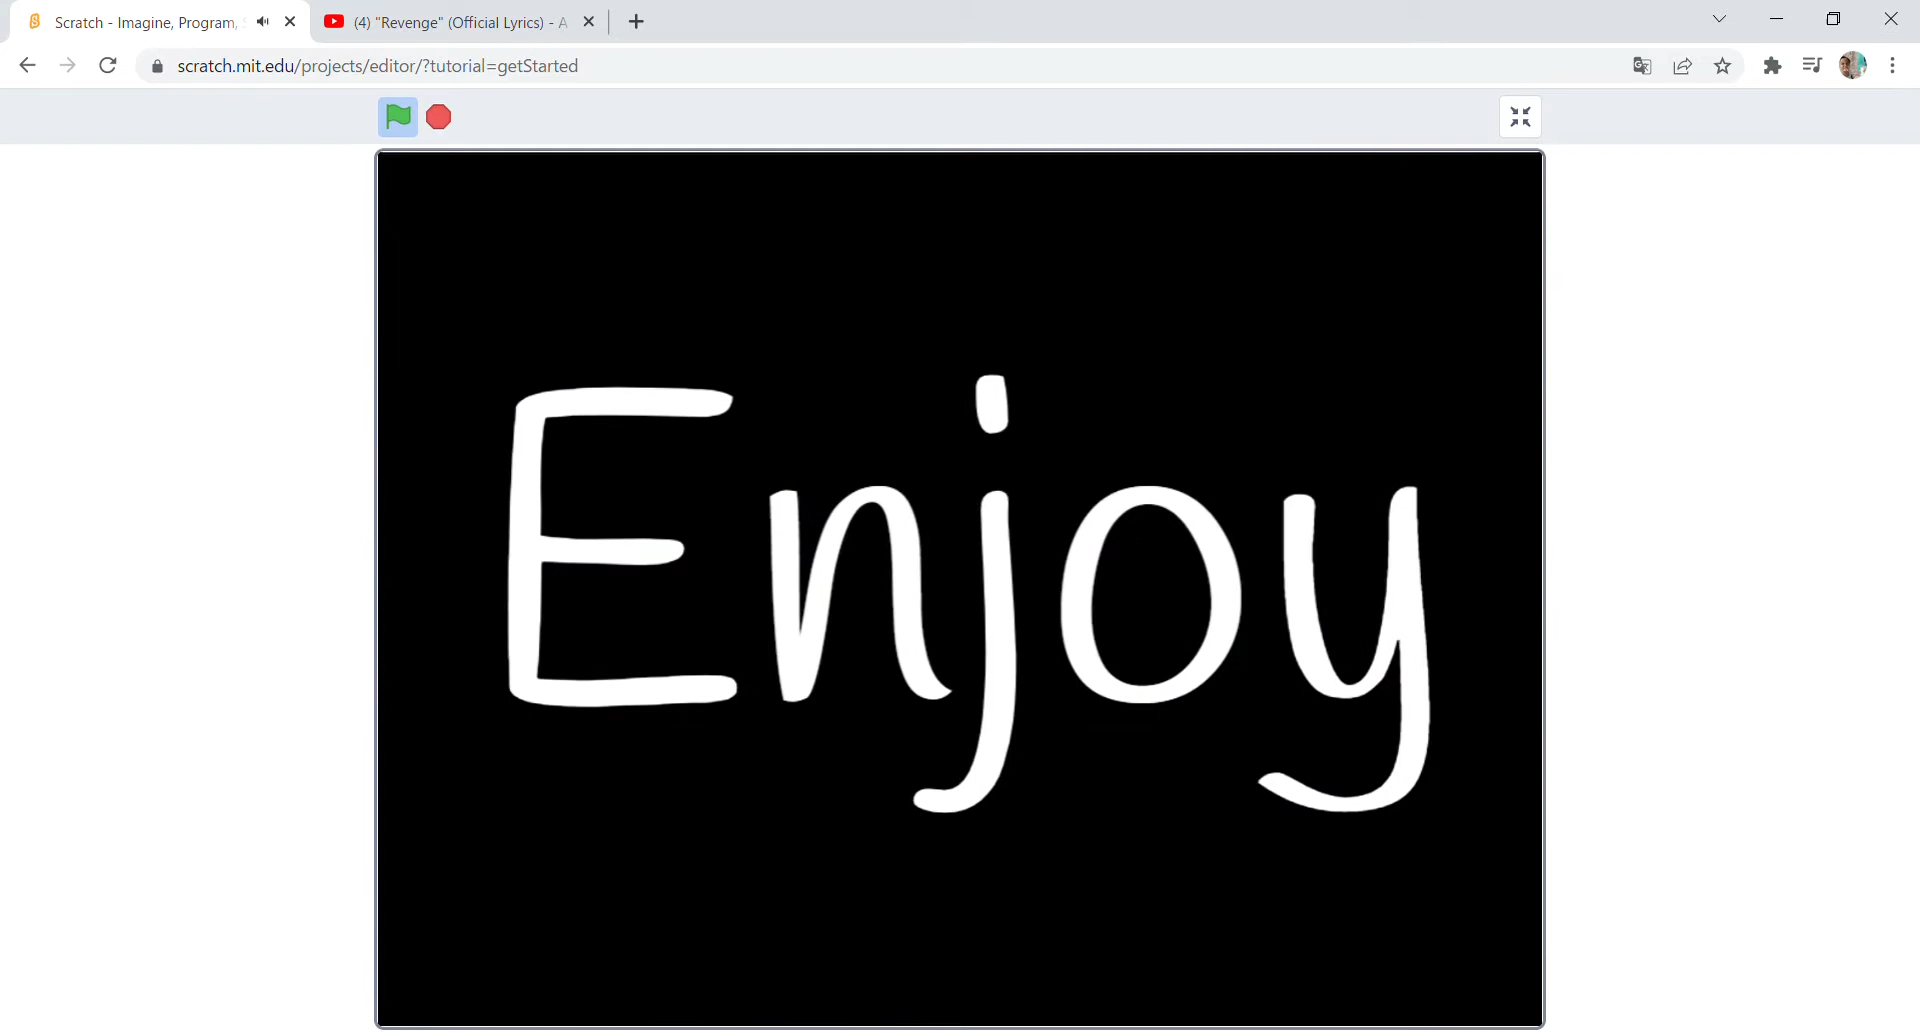 Scratch - Imagine, Program,
(4) "Revenge" (Official Lyrics) - A
scratch.mit.edu/projects/editor/?tutorial=getStarted
Enjoy